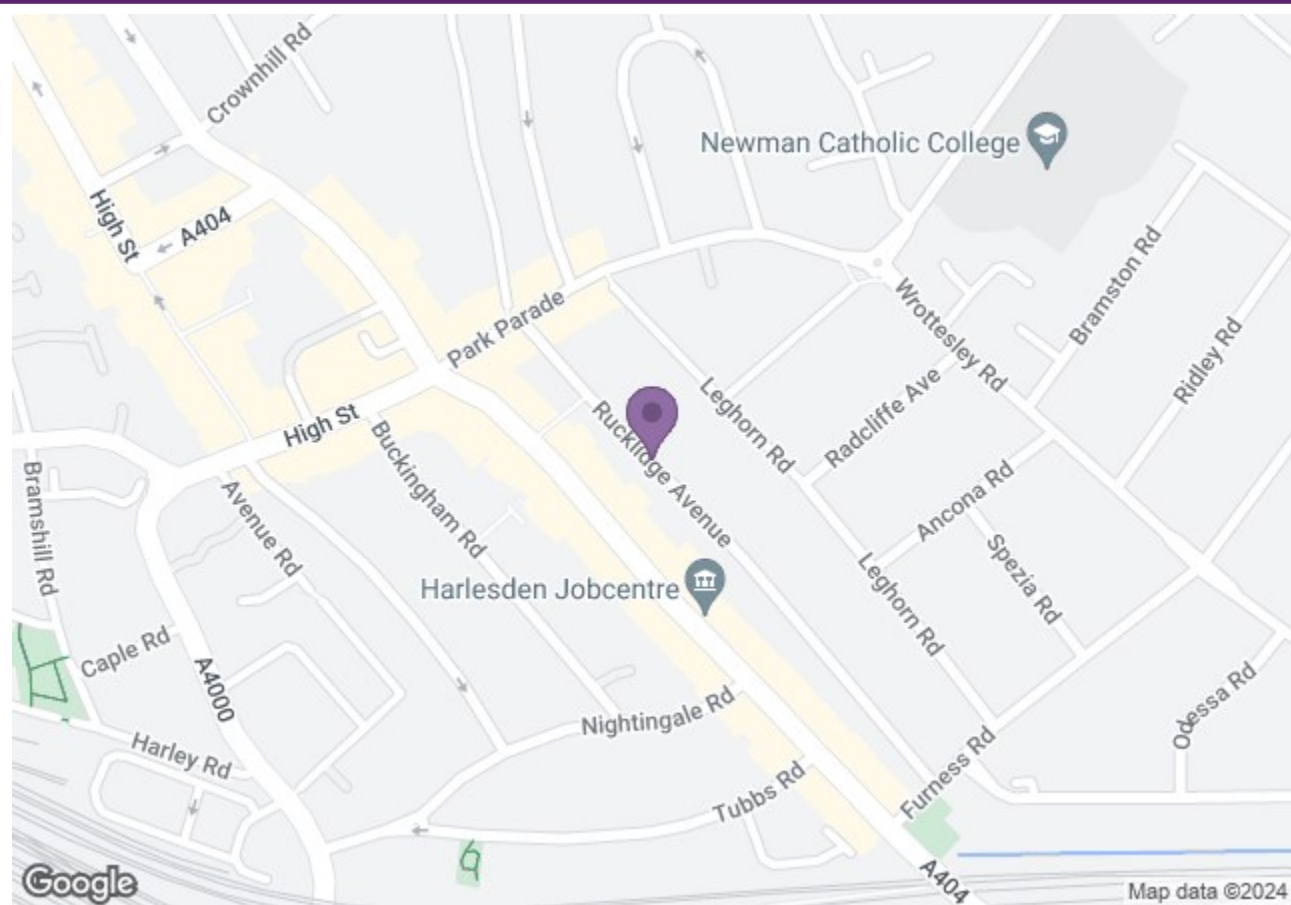 Crownhill Rd
Newman Catholic College
High St
A404
Bramston Rd
Park Parade
Wrottesley Rd
Ridley Rd
Leghorn Rd
Radcliffe Ave
High St
Rucklidge Avenue
Buckingham Rd
Bramshill Rd
Avenue Rd
Ancona Rd
Spezia Rd
Harlesden Jobcentre
Leghorn Rd
Caple Rd
A4000
Odessa Rd
Nightingale Rd
Harley Rd
Furness Rd
Tubbs Rd
A404
Google
Map data ©2024